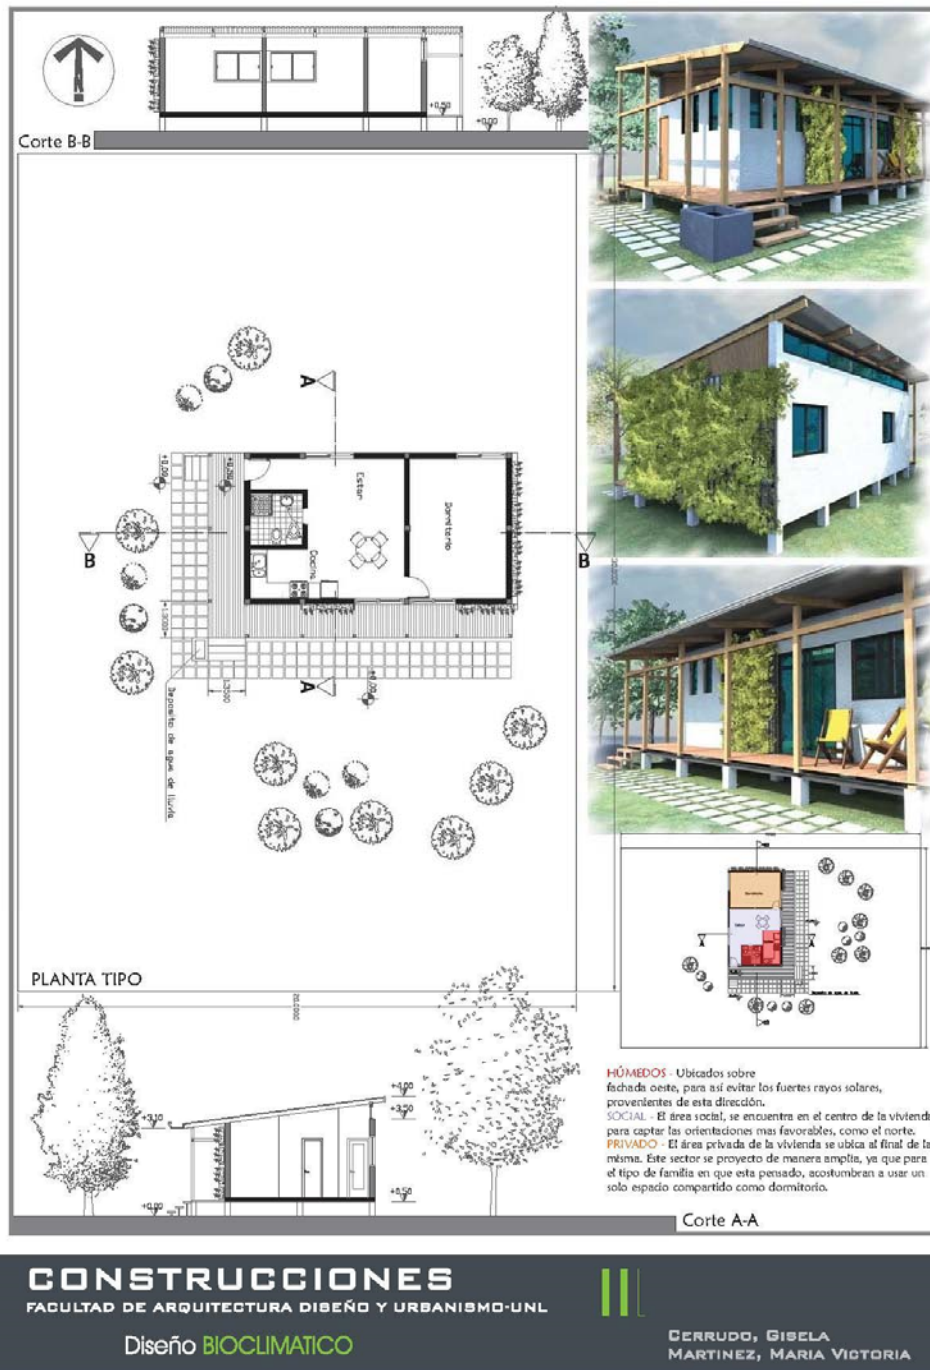 Corte B-B
+0,50
+0,00
A
+0,00
+0,50
Estar
Dormitorio
B
B
Cocina
A
+0,00
Deposito de agua de lluvia
PLANTA TIPO
+3,10
+3,50
+0,50
+0,00
HÚMEDOS - Ubicados sobre
fachada oeste, para así evitar los fuertes rayos solares,
provenientes de esta dirección.
SOCIAL - El área social, se encuentra en el centro de la vivienda
para captar las orientaciones mas favorables, como el norte.
PRIVADO - El área privada de la vivienda se ubica al final de la
misma. Este sector se proyecto de manera amplia, ya que para
el tipo de familia en que esta pensado, acostumbran a usar un
solo espacio compartido como dormitorio.
Corte A-A
CONSTRUCCIONES
FACULTAD DE ARQUITECTURA DISEÑO Y URBANISMO-UNL
Diseño BIOCLIMATICO
CERRUDO, GISELA
MARTINEZ, MARIA VICTORIA